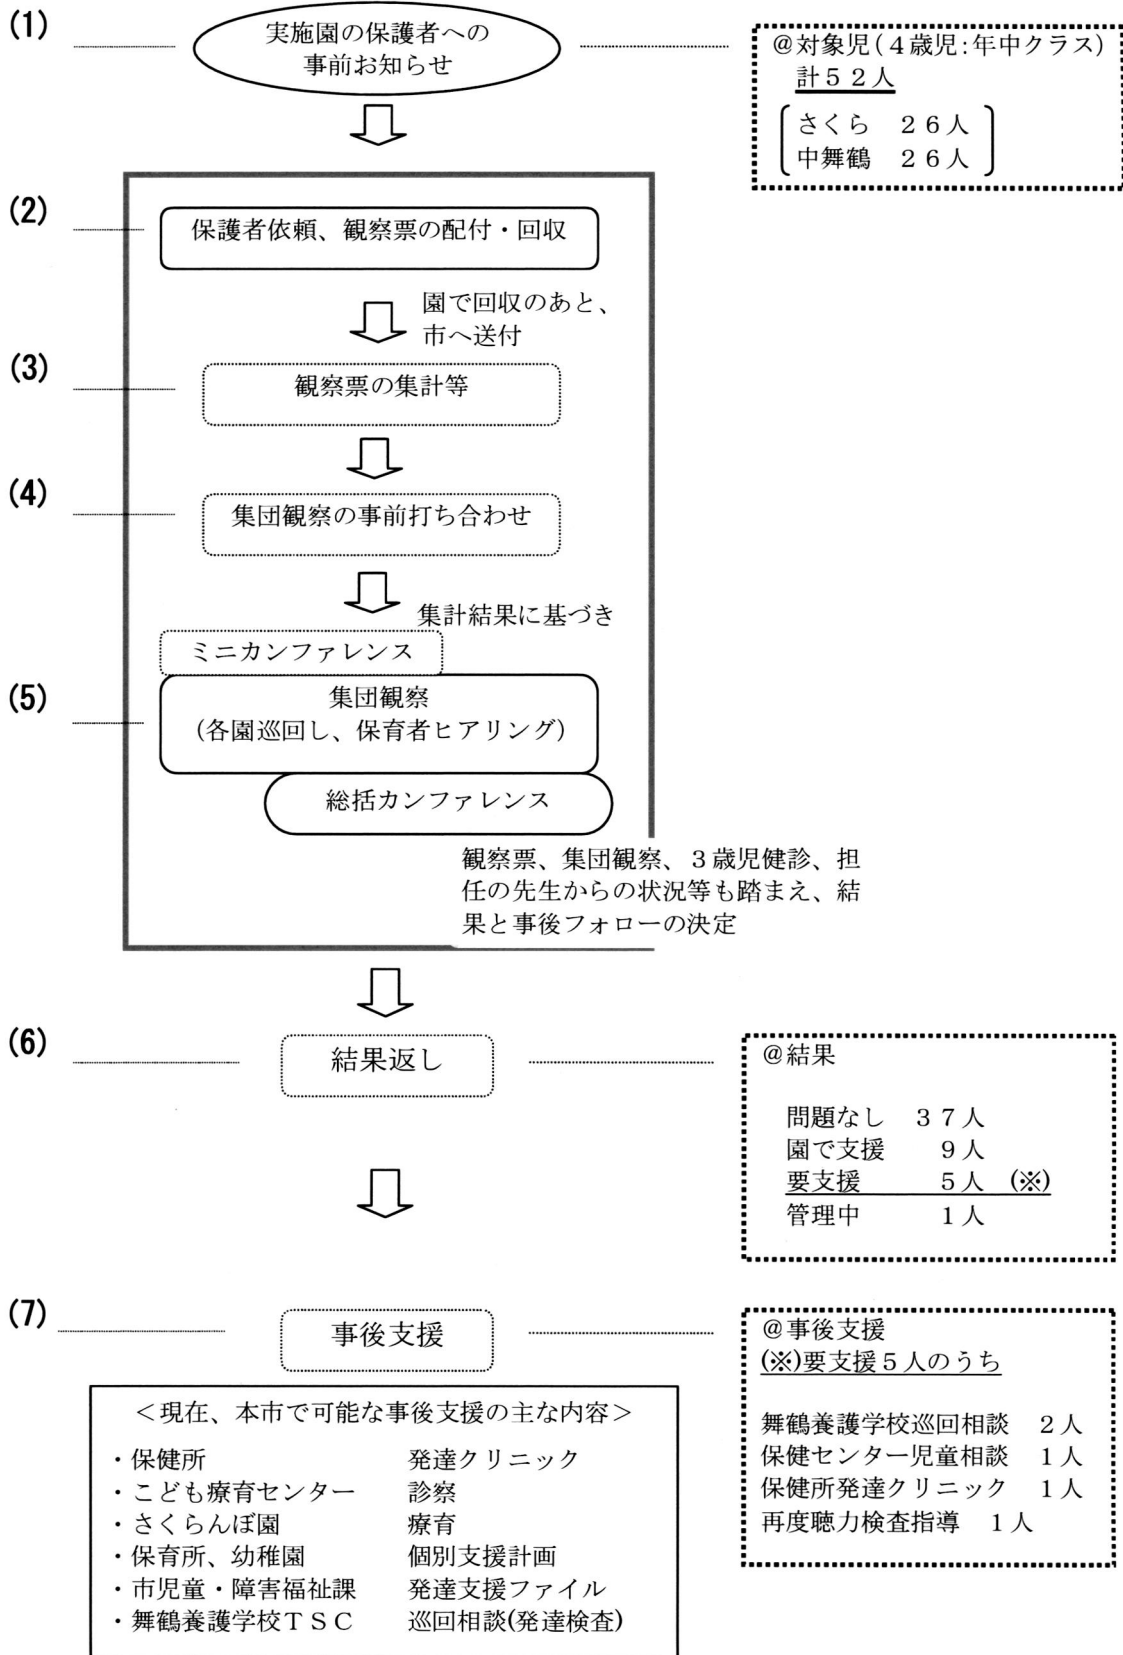 (1)
実施園の保護者への
事前お知らせ
@対象児(４歳児:年中クラス)
計５２人
さくら　２６人
中舞鶴　２６人
(2)
保護者依頼、観察票の配付・回収
園で回収のあと、
市へ送付
(3)
観察票の集計等
(4)
集団観察の事前打ち合わせ
集計結果に基づき
ミニカンファレンス
(5)
集団観察
(各園巡回し、保育者ヒアリング)
総括カンファレンス
観察票、集団観察、３歳児健診、担
任の先生からの状況等も踏まえ、結
果と事後フォローの決定
(6)
結果返し
@結果
問題なし　３７人
園で支援　９人
要支援　５人　(※)
管理中　１人
(7)
事後支援
@事後支援
(※)要支援５人のうち
舞鶴養護学校巡回相談　２人
保健センター児童相談　１人
保健所発達クリニック　１人
再度聴力検査指導　１人
＜現在、本市で可能な事後支援の主な内容＞
・保健所　発達クリニック
・こども療育センター　診察
・さくらんぼ園　療育
・保育所、幼稚園　個別支援計画
・市児童・障害福祉課　発達支援ファイル
・舞鶴養護学校ＴＳＣ　巡回相談(発達検査)